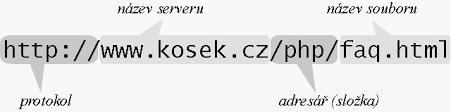 název serveru název souboru
http://www.kosek.cz/php/faq.html
protokol adresář (složka)